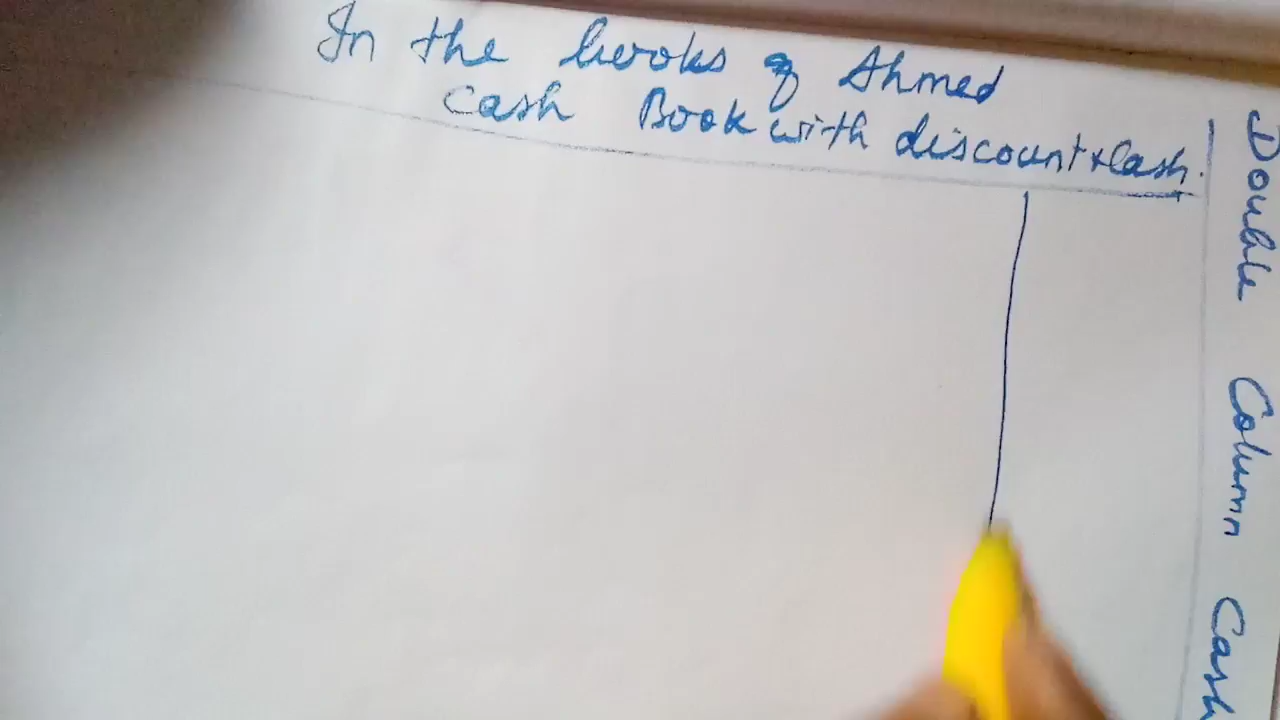 In the books of Ahmed
Cash Book with discount & Cash.
Double Column Cash